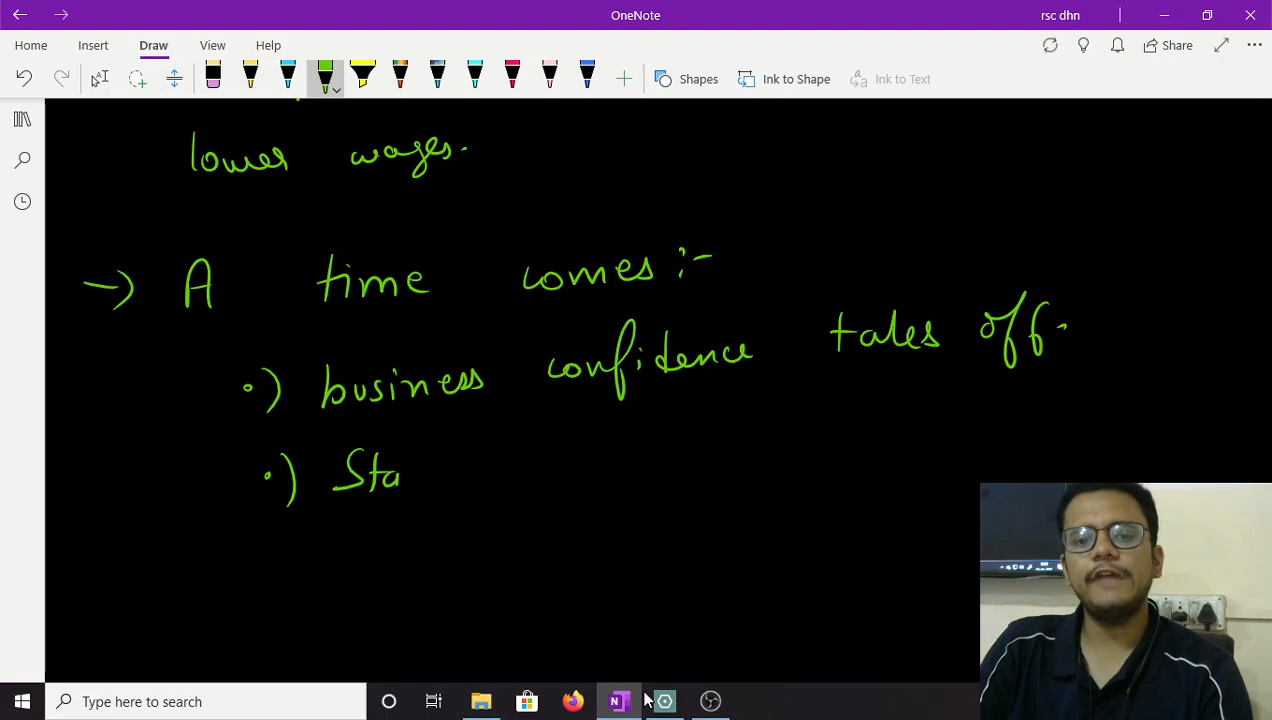 OneNote
rsc dhn
Home Insert Draw View Help
Share
Shapes Ink to Shape Ink to Text
lower wages.
→ A time comes :-
•) business confidence takes off.
•) Sta
Type here to search
N